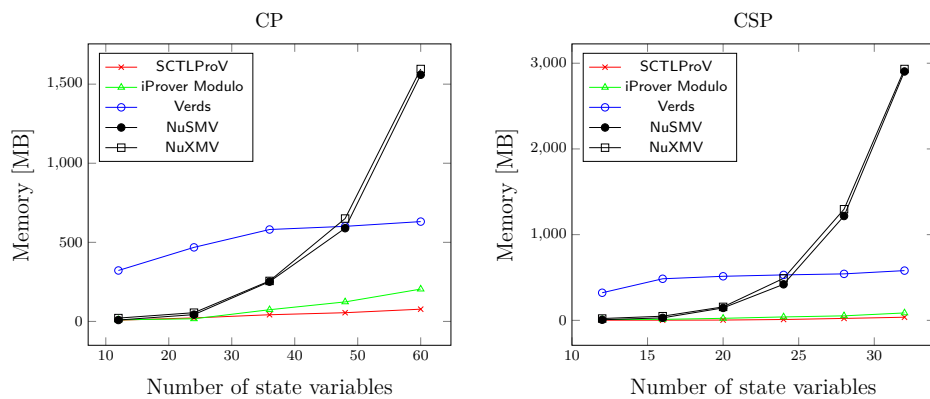 CP
Memory [MB]
1,500
1,000
500
0
SCTLProV
iProver Modulo
Verds
NuSMV
NuXMV
10
20
30
40
50
60
Number of state variables
CSP
Memory [MB]
3,000
2,000
1,000
0
SCTLProV
iProver Modulo
Verds
NuSMV
NuXMV
10
15
20
25
30
Number of state variables